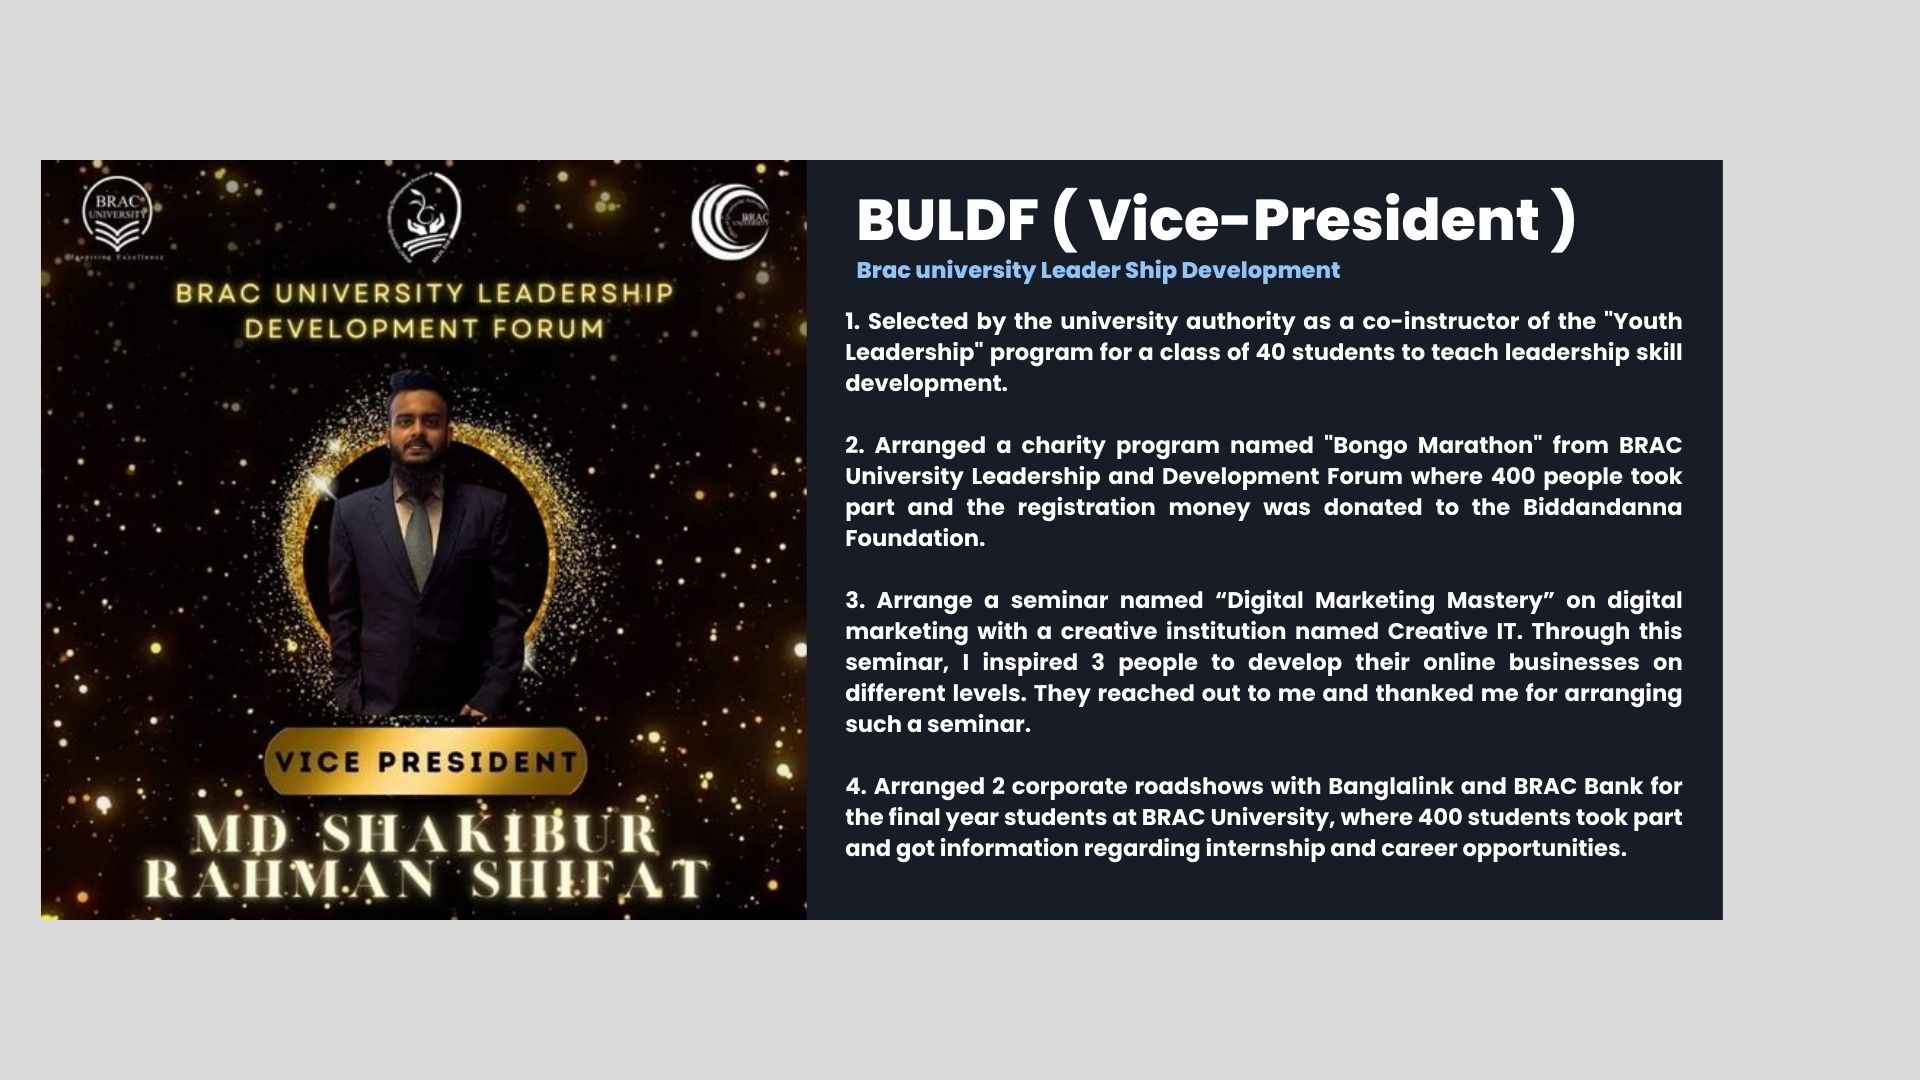 BRAC
UNIVERSITY
Inspiring Excellence
BRAC
UNIVERSITY
BRAC UNIVERSITY LEADERSHIP
DEVELOPMENT FORUM
VICE PRESIDENT
MD SHAKIBUR
RAHMAN SHIFAT
BULDF ( Vice-President )
Brac university Leader Ship Development
1. Selected by the university authority as a co-instructor of the "Youth
Leadership" program for a class of 40 students to teach leadership skill
development.
2. Arranged a charity program named "Bongo Marathon" from BRAC
University Leadership and Development Forum where 400 people took
part and the registration money was donated to the Biddandanna
Foundation.
3. Arrange a seminar named “Digital Marketing Mastery” on digital
marketing with a creative institution named Creative IT. Through this
seminar, I inspired 3 people to develop their online businesses on
different levels. They reached out to me and thanked me for arranging
such a seminar.
4. Arranged 2 corporate roadshows with Banglalink and BRAC Bank for
the final year students at BRAC University, where 400 students took part
and got information regarding internship and career opportunities.